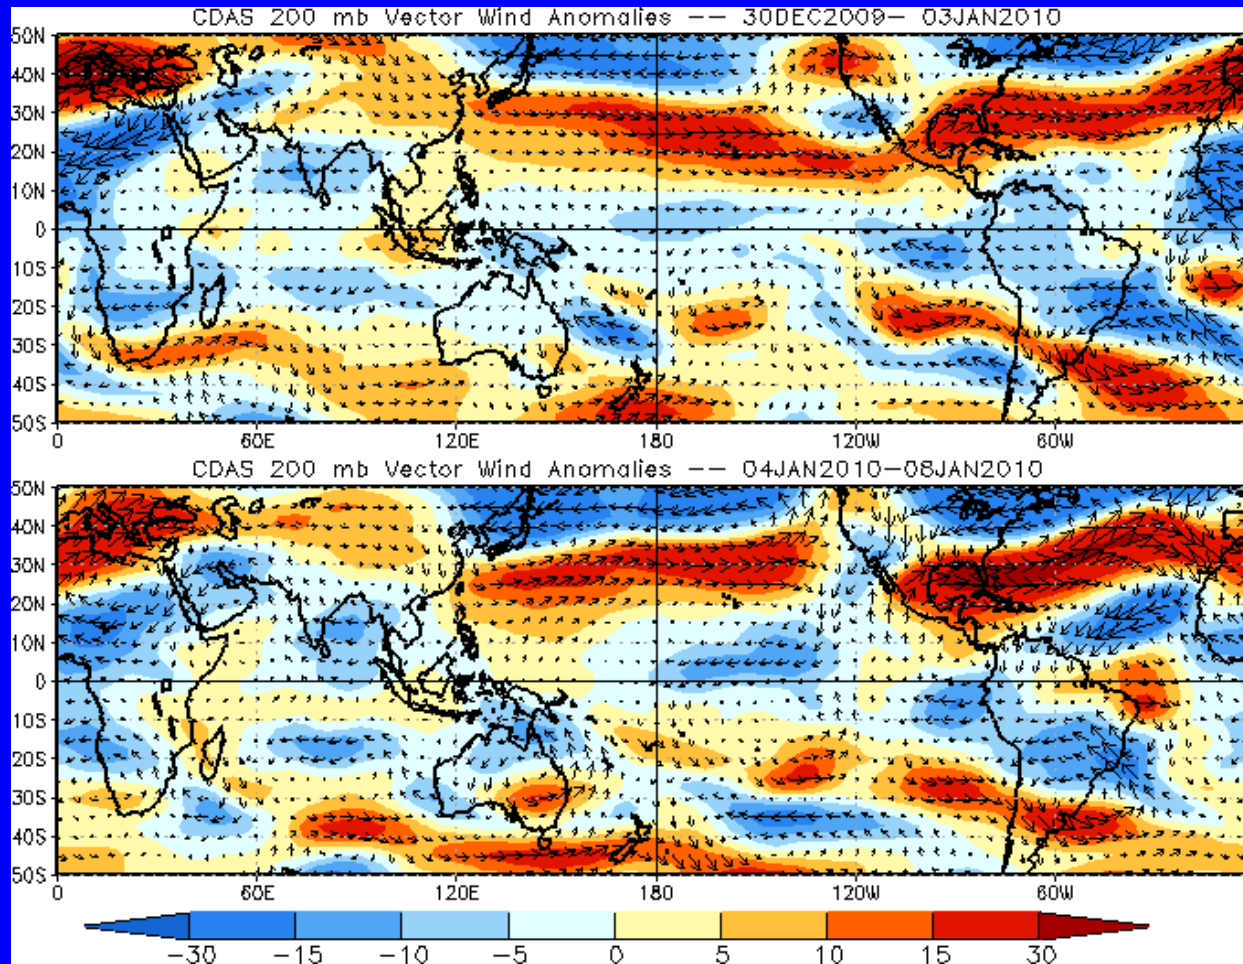 CDAS 200 mb Vector Wind Anomalies -- 30DEC2009- 03JAN2010
50N
40N
30N
20N
10N
0
10S
20S
30S
40S
50S
0 60E 120E 180 120W 60W
CDAS 200 mb Vector Wind Anomalies -- 04JAN2010-08JAN2010
50N
40N
30N
20N
10N
0
10S
20S
30S
40S
50S
0 60E 120E 180 120W 60W
-30 -15 -10 -5 0 5 10 15 30